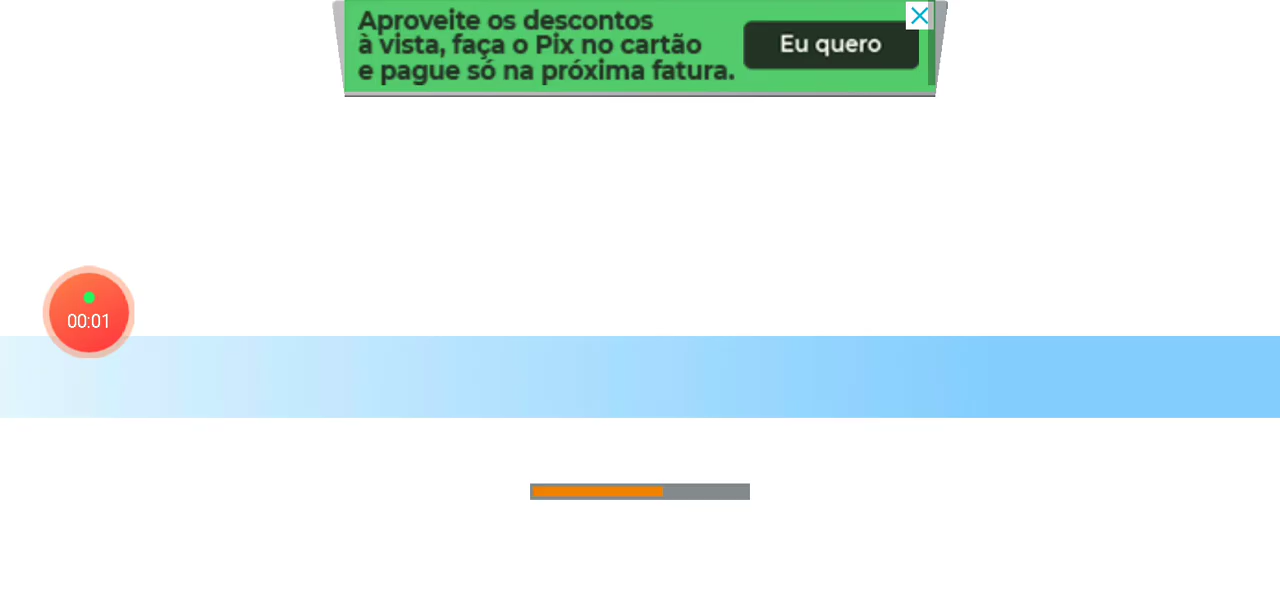 Aproveite os descontos
à vista, faça o Pix no cartão
e pague só na próxima fatura.
Eu quero
00:01